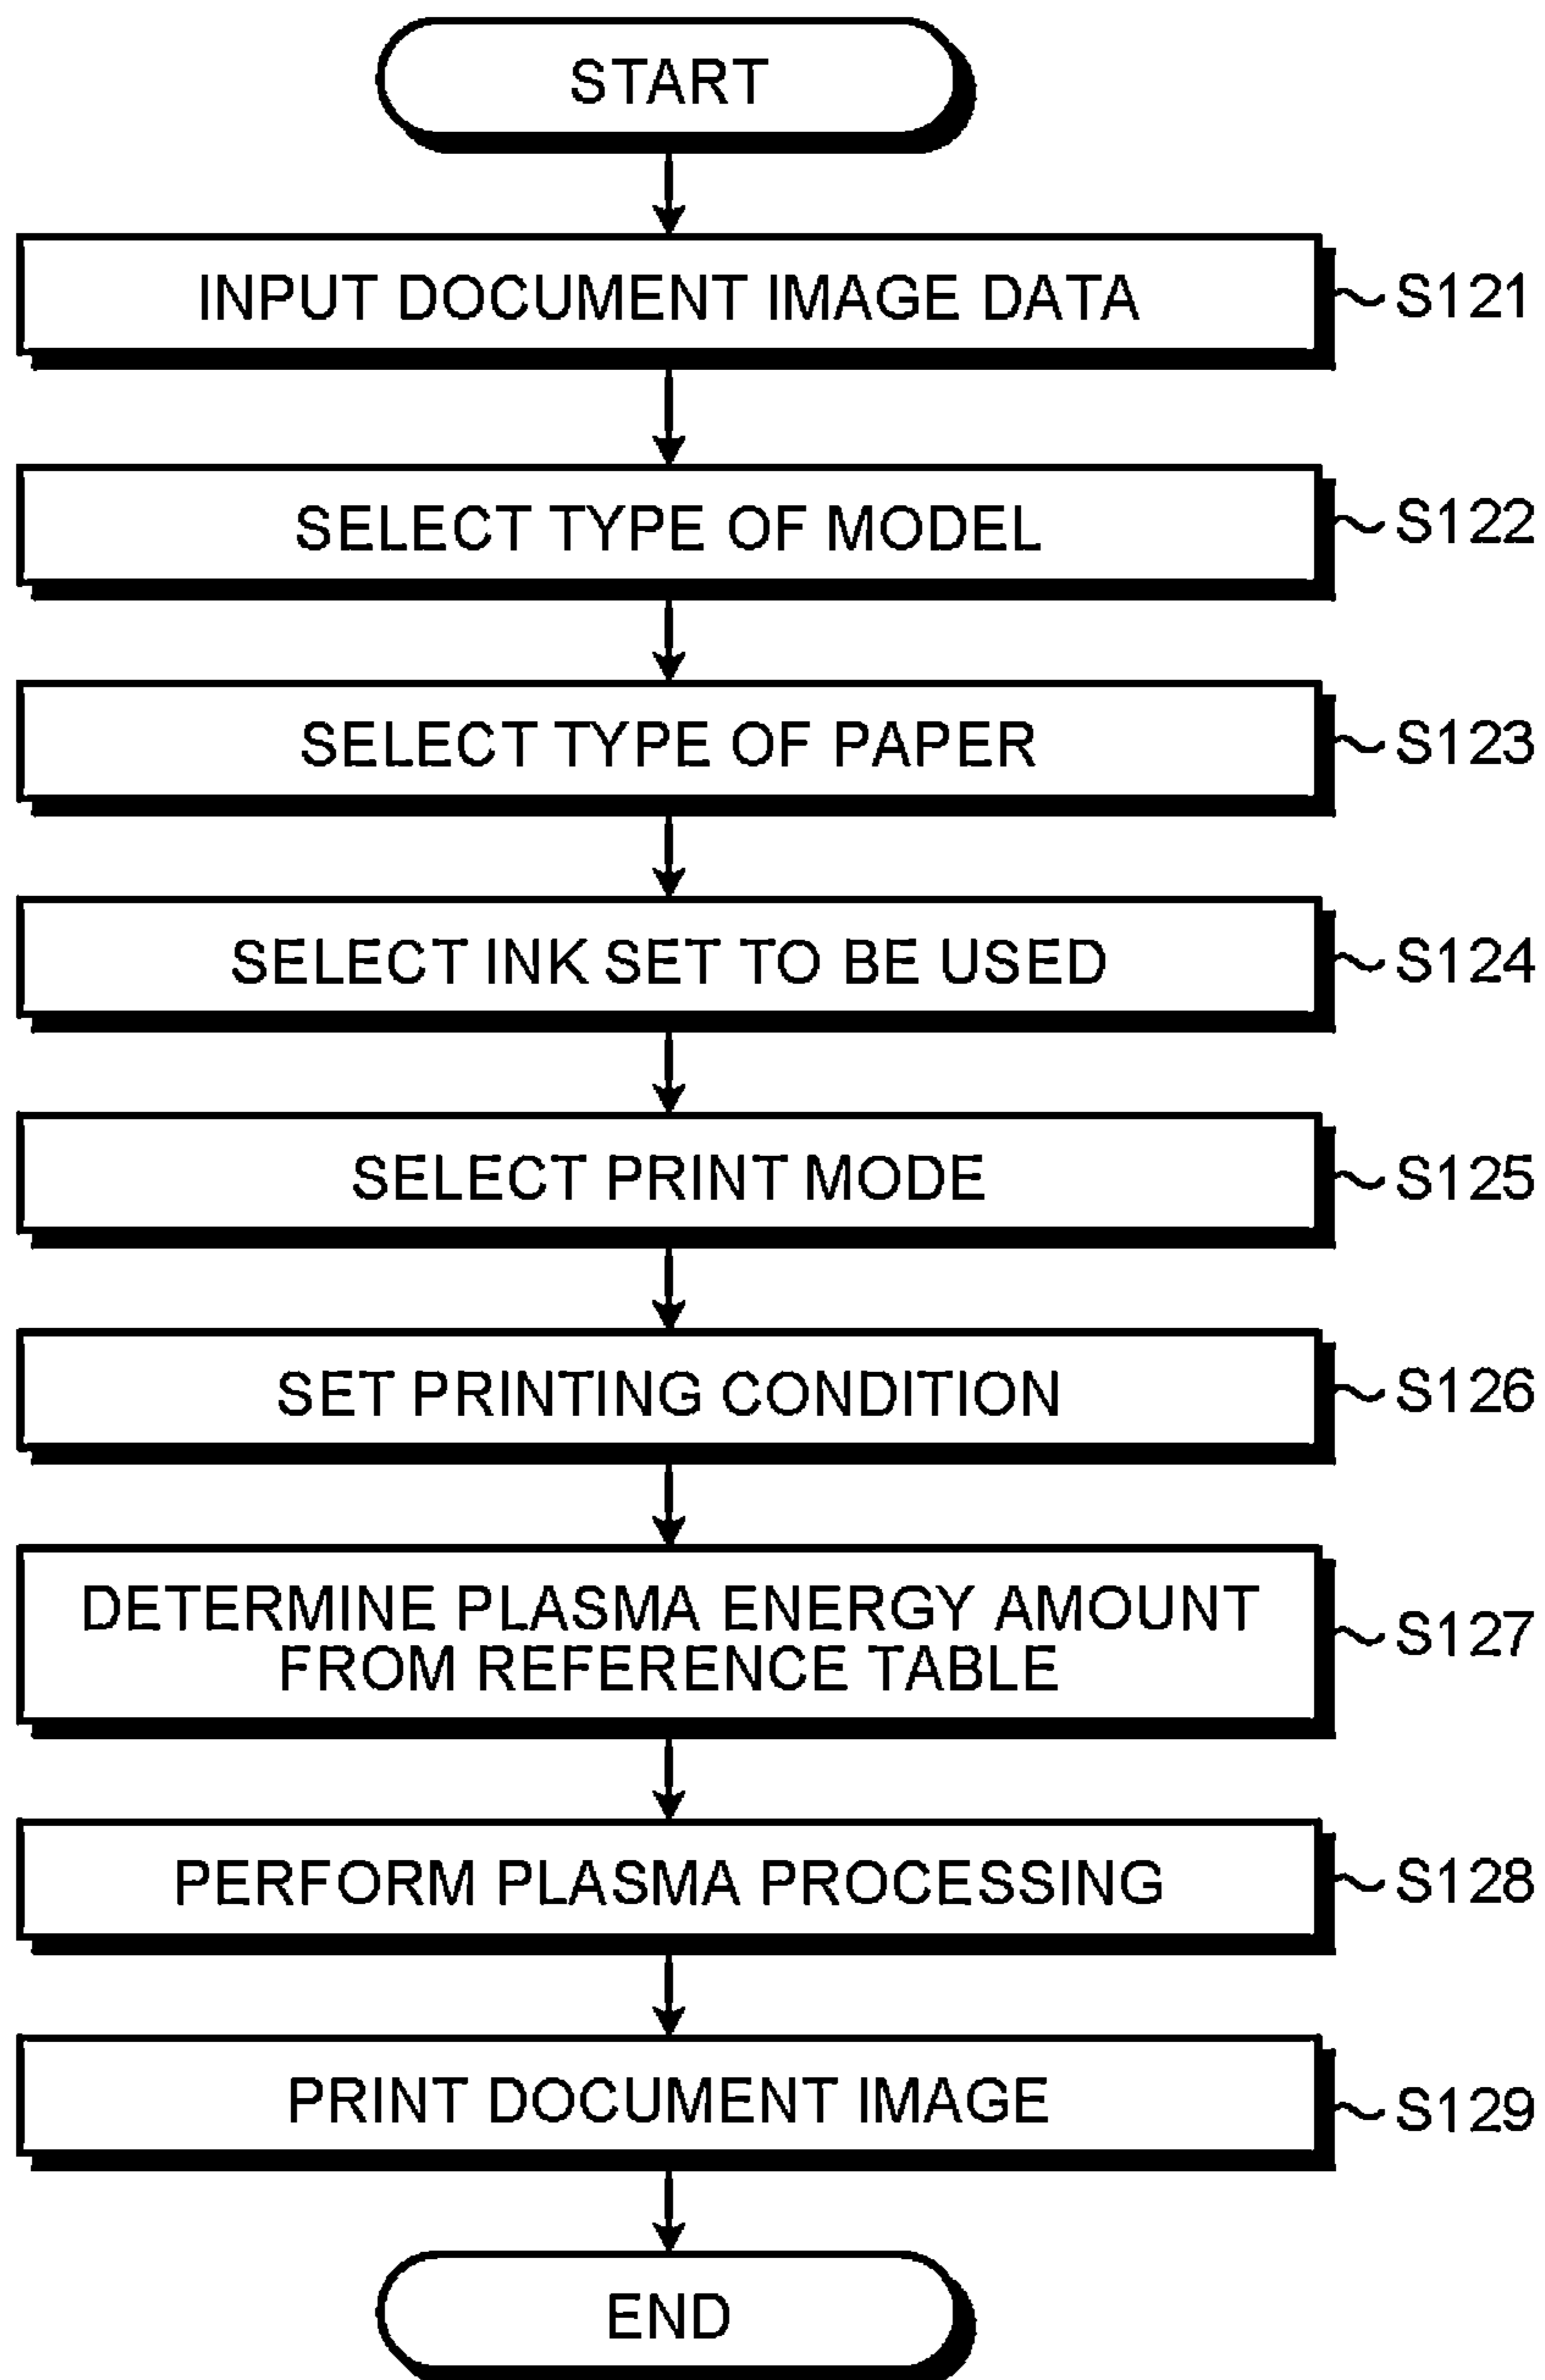 START
INPUT DOCUMENT IMAGE DATA
S121
SELECT TYPE OF MODEL
S122
SELECT TYPE OF PAPER
S123
SELECT INK SET TO BE USED
S124
SELECT PRINT MODE
S125
SET PRINTING CONDITION
S126
DETERMINE PLASMA ENERGY AMOUNT
FROM REFERENCE TABLE
S127
PERFORM PLASMA PROCESSING
S128
PRINT DOCUMENT IMAGE
S129
END